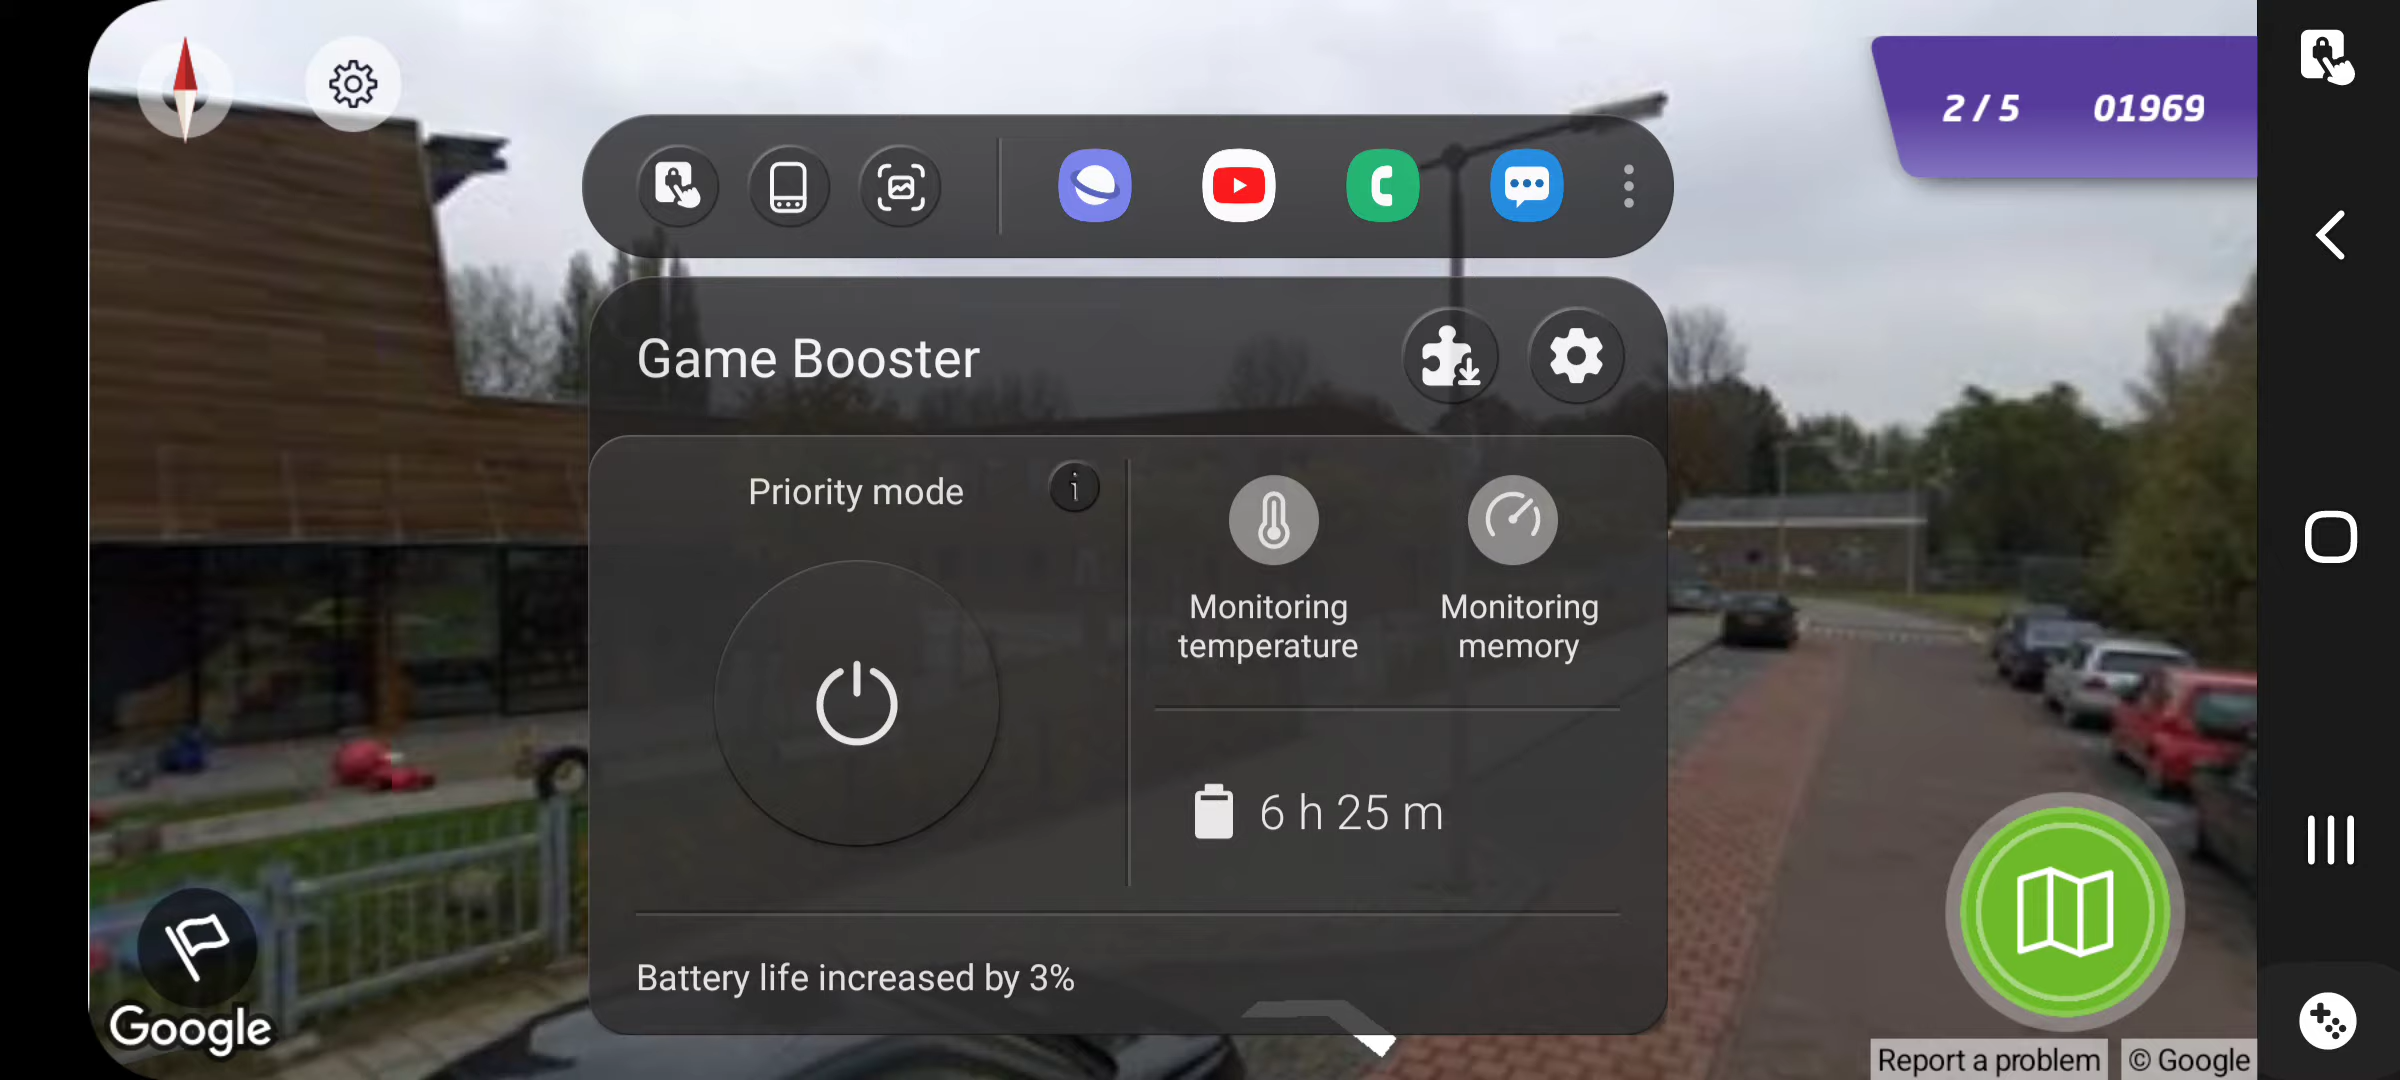 2 / 5 01969
Game Booster
Priority mode
i
Monitoring
temperature
Monitoring
memory
6 h 25 m
Battery life increased by 3%
Google
Report a problem
© Google